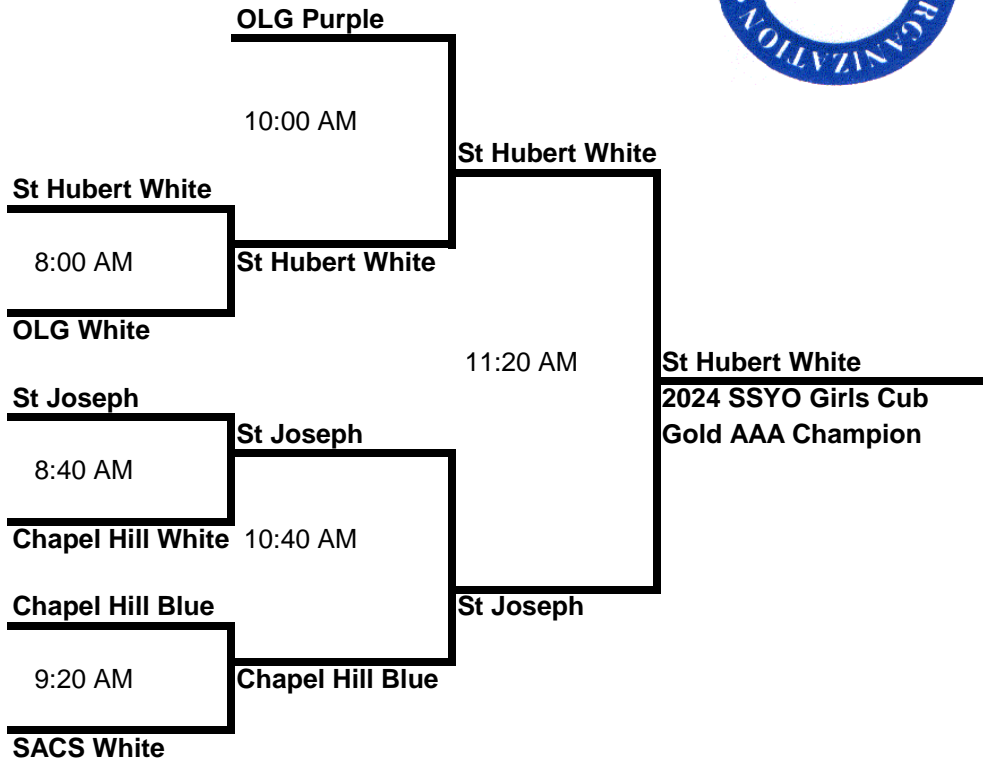 OLG Purple
10:00 AM
St Hubert White
St Hubert White
8:00 AM
St Hubert White
OLG White
11:20 AM
St Hubert White
St Joseph
2024 SSYO Girls Cub
St Joseph
Gold AAA Champion
8:40 AM
Chapel Hill White
10:40 AM
Chapel Hill Blue
St Joseph
9:20 AM
Chapel Hill Blue
SACS White